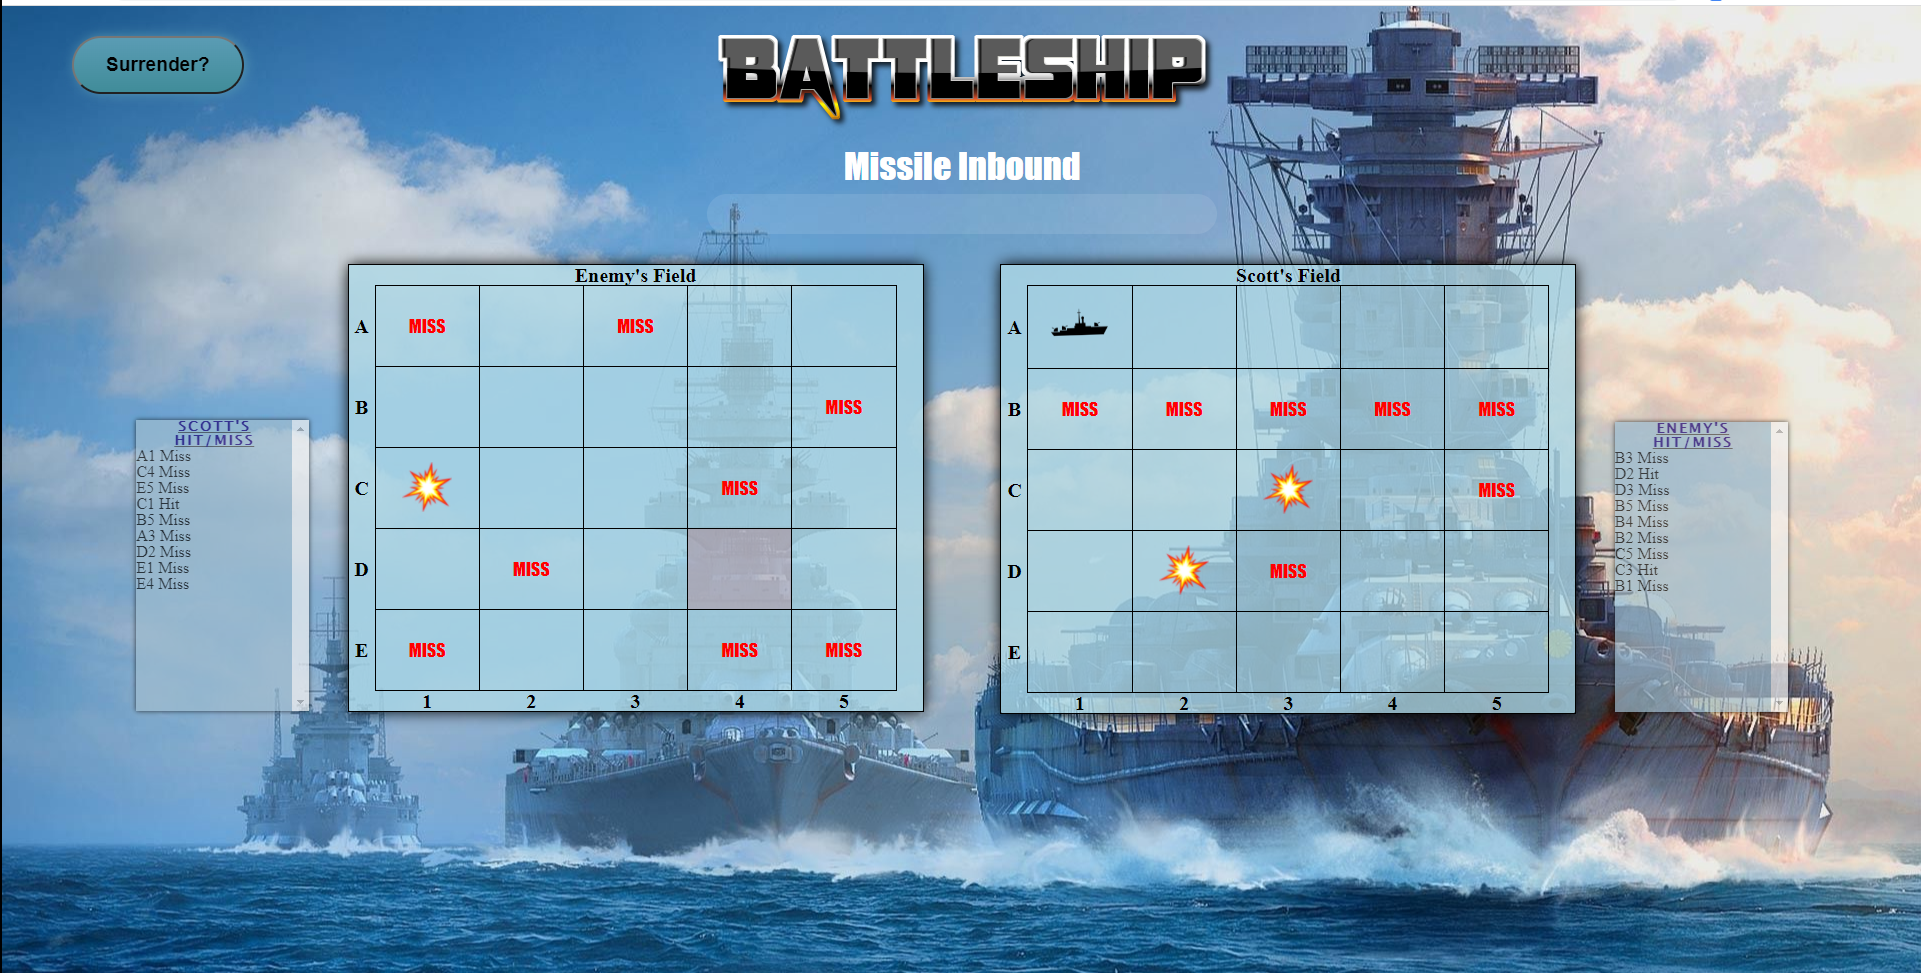 Surrender?
BATTLESHIP
Missile Inbound
SCOTT'S
HIT/MISS
A1 Miss
C4 Miss
E5 Miss
C1 Hit
B5 Miss
A3 Miss
D2 Miss
E1 Miss
E4 Miss
Enemy's Field
A MISS MISS
B MISS
C MISS
D MISS
E MISS MISS MISS
1 2 3 4 5
Scott's Field
A
B MISS MISS MISS MISS MISS
C MISS
D MISS
E
1 2 3 4 5
ENEMY'S
HIT/MISS
B3 Miss
D2 Hit
D3 Miss
B5 Miss
B4 Miss
B2 Miss
C5 Miss
C3 Hit
B1 Miss